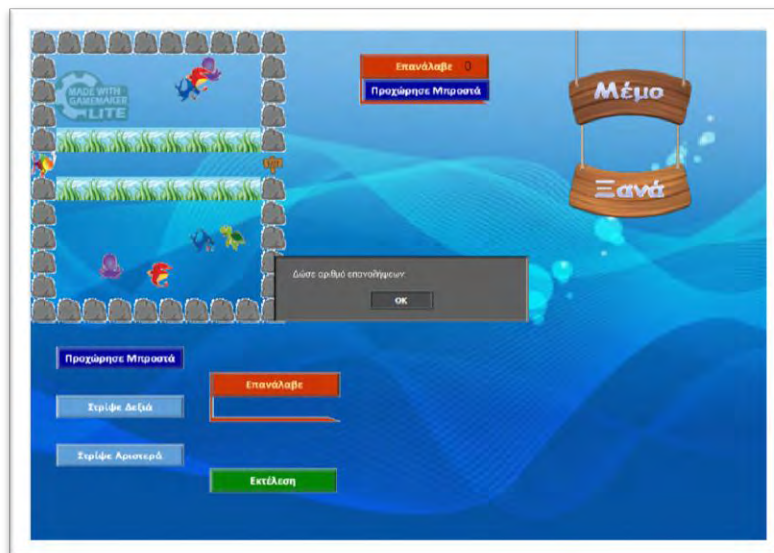 MADE WITH
GAMEMAKER
LITE
Επανάλαβε 0
Προχώρησε Μπροστά
Μέμο
Ξανά
Δώσε αριθμό επαναλήψεων:
OK
Προχώρησε Μπροστά
Επανάλαβε
Στρίψε Δεξιά
Στρίψε Αριστερά
Εκτέλεση